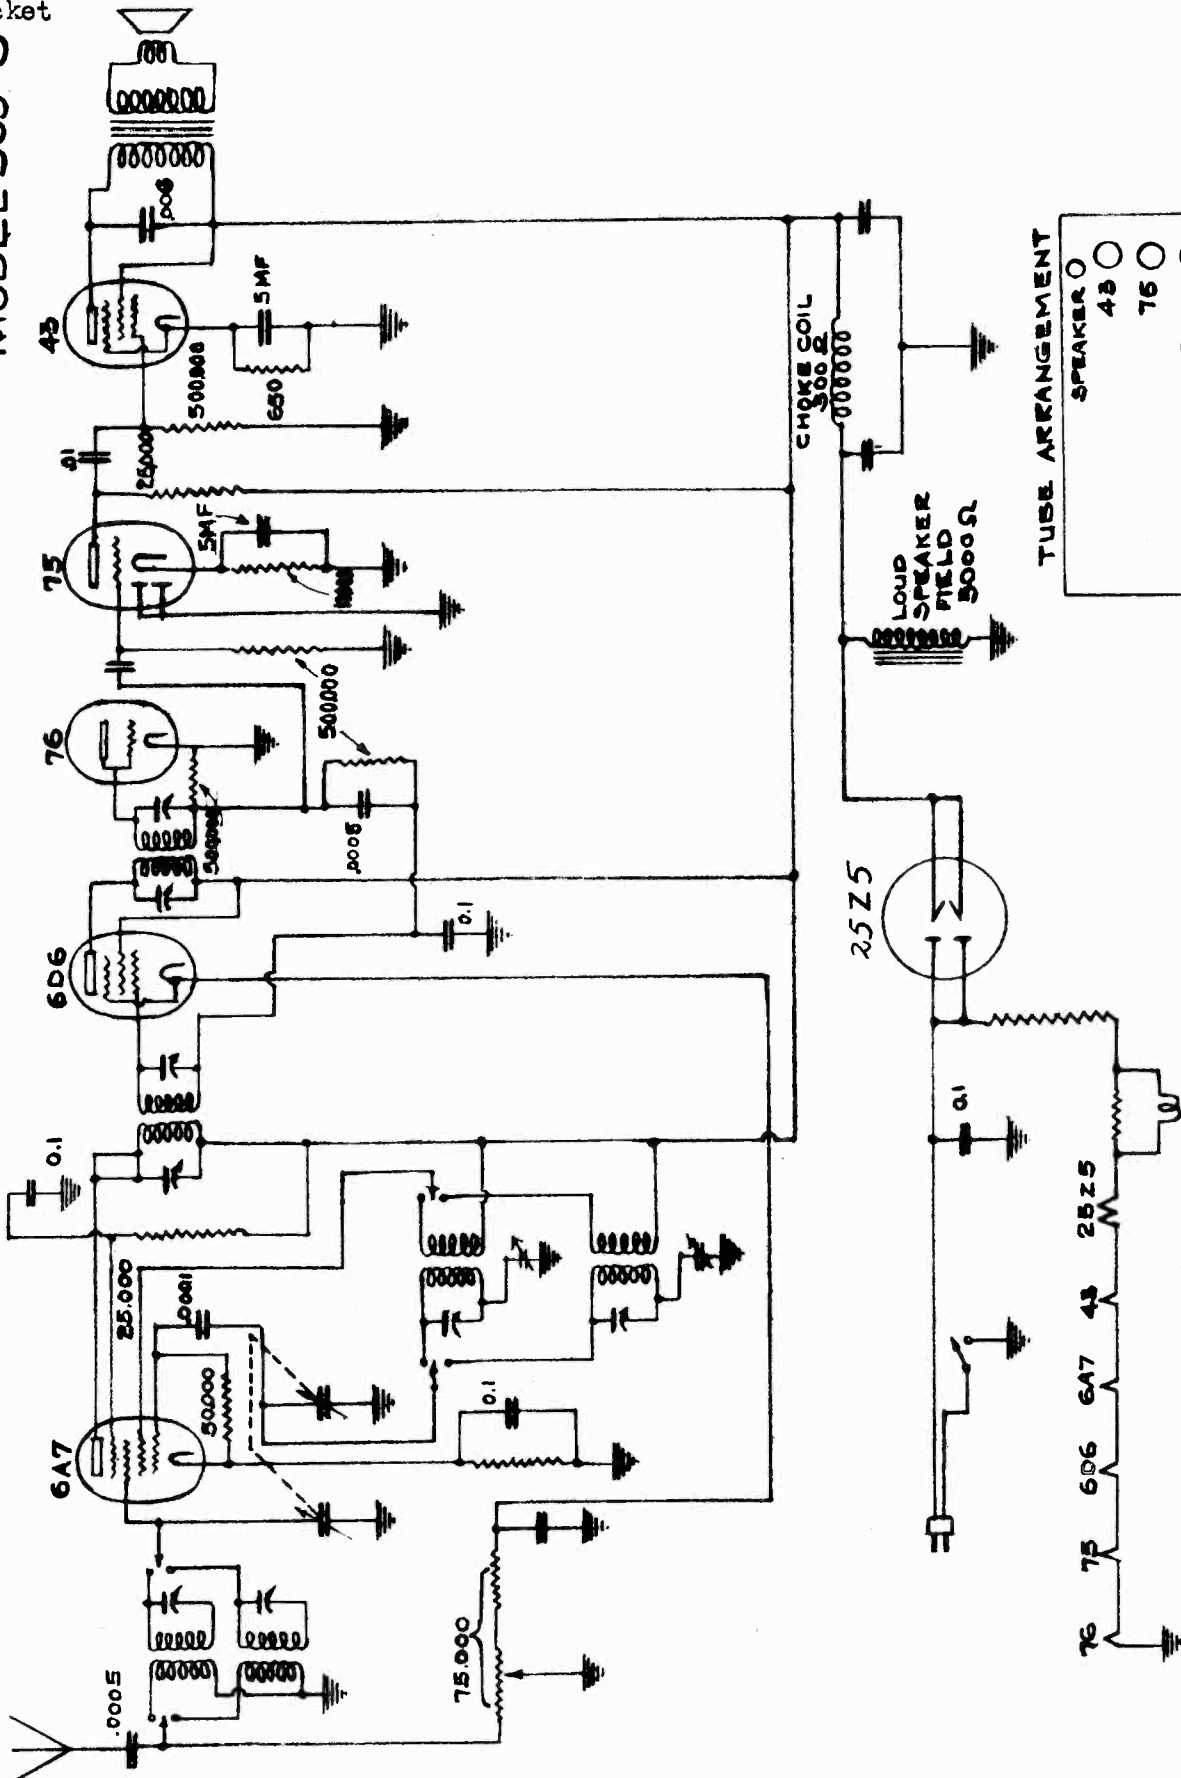 cket
43
75
76
6D6
6A7
.006
5MF
650
500.000
.01
25.000
5MF
500.000
.0005
0.1
0.1
25.000
.0001
50.000
0.1
.0005
75.000
CHOKE COIL
300 Ω
LOUD
SPEAKER
FIELD
3000 Ω
25Z5
0.1
TUBE ARRANGEMENT
SPEAKER
43
75
25Z5
43
6A7
6D6
75
76